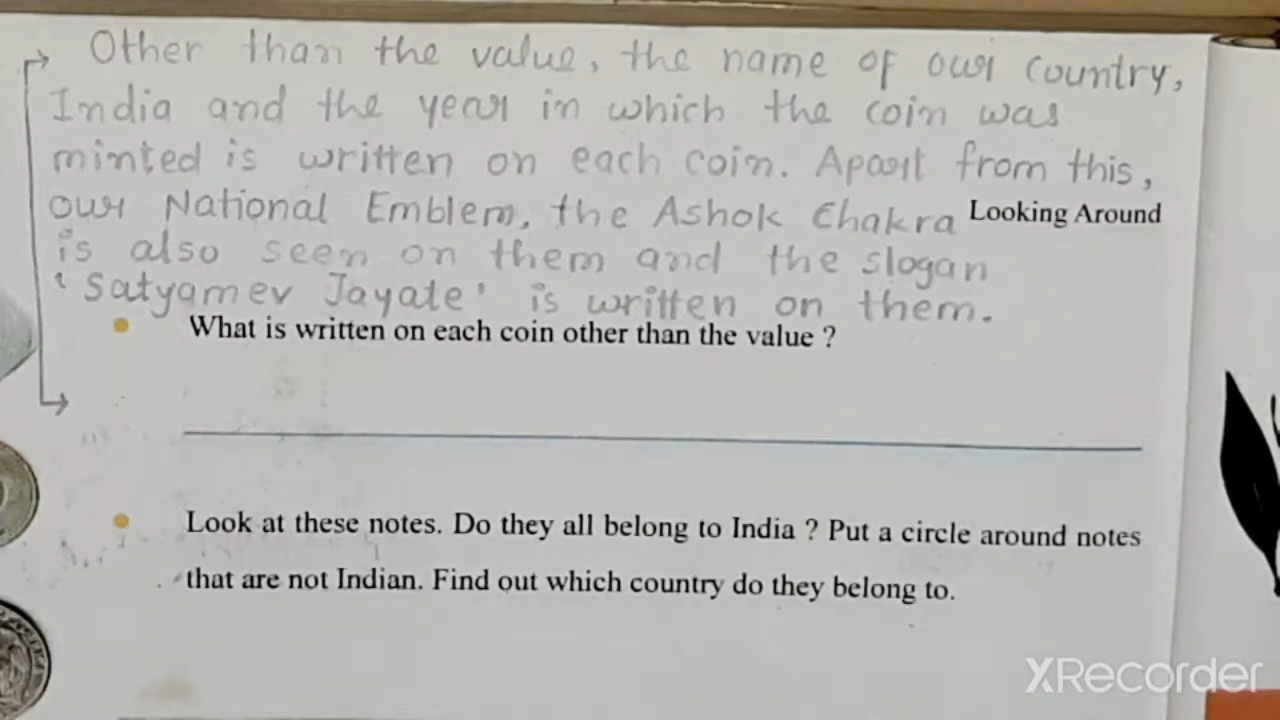 Other than the value, the name of our country,
India and the year in which the coin was
minted is written on each coin. Apart from this,
our National Emblem, the Ashok Chakra
Looking Around
is also seen on them and the slogan
'Satyamev Jayate' is written on them.
What is written on each coin other than the value ?
Look at these notes. Do they all belong to India ? Put a circle around notes
that are not Indian. Find out which country do they belong to.
XRecorder